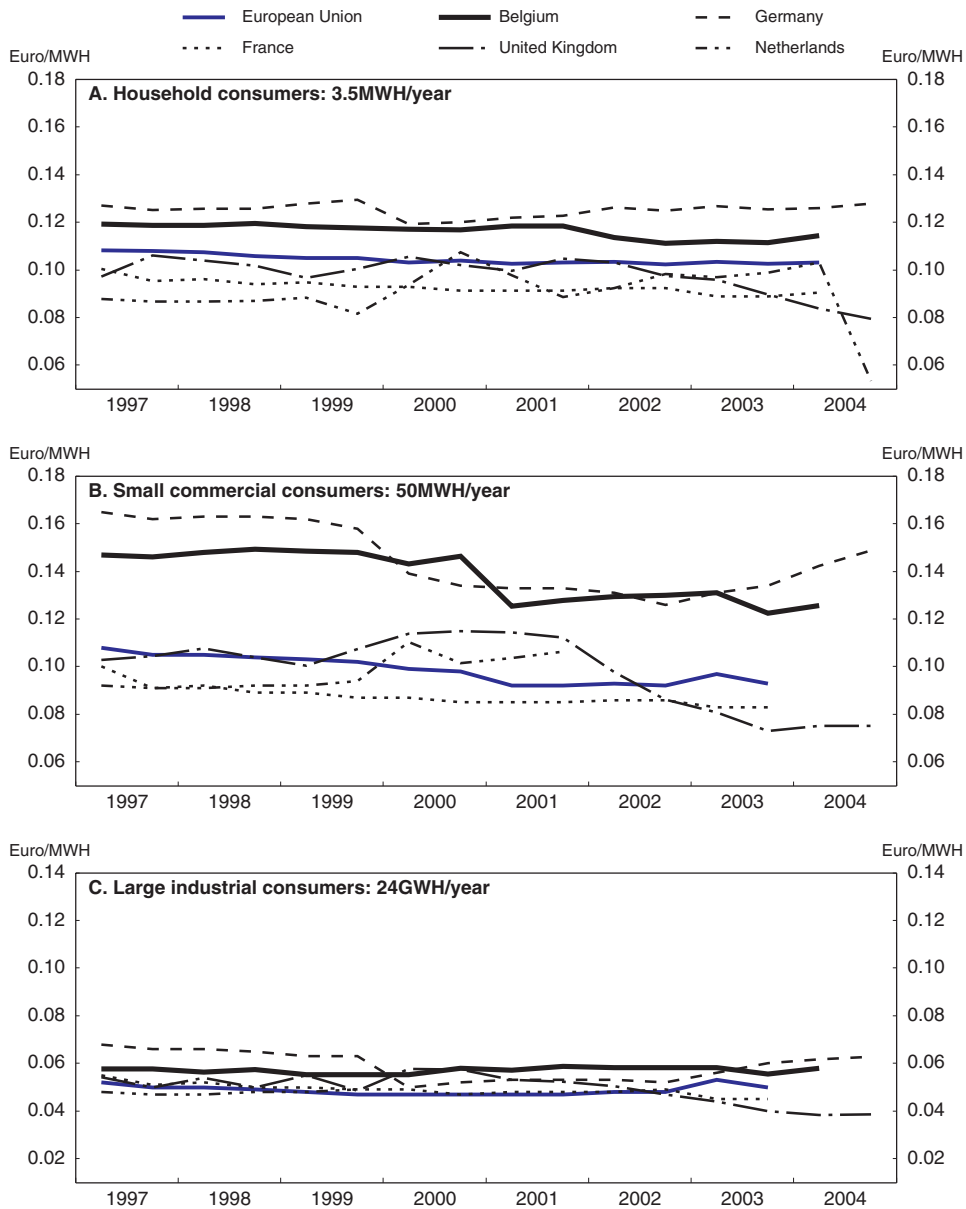 European Union Belgium Germany
France United Kingdom Netherlands
Euro/MWH Euro/MWH
0.18 0.18
A. Household consumers: 3.5MWH/year
0.16 0.16
0.14 0.14
0.12 0.12
0.10 0.10
0.08 0.08
0.06 0.06
1997 1998 1999 2000 2001 2002 2003 2004
Euro/MWH Euro/MWH
0.18 0.18
B. Small commercial consumers: 50MWH/year
0.16 0.16
0.14 0.14
0.12 0.12
0.10 0.10
0.08 0.08
0.06 0.06
1997 1998 1999 2000 2001 2002 2003 2004
Euro/MWH Euro/MWH
0.14 0.14
C. Large industrial consumers: 24GWH/year
0.12 0.12
0.10 0.10
0.08 0.08
0.06 0.06
0.04 0.04
0.02 0.02
1997 1998 1999 2000 2001 2002 2003 2004